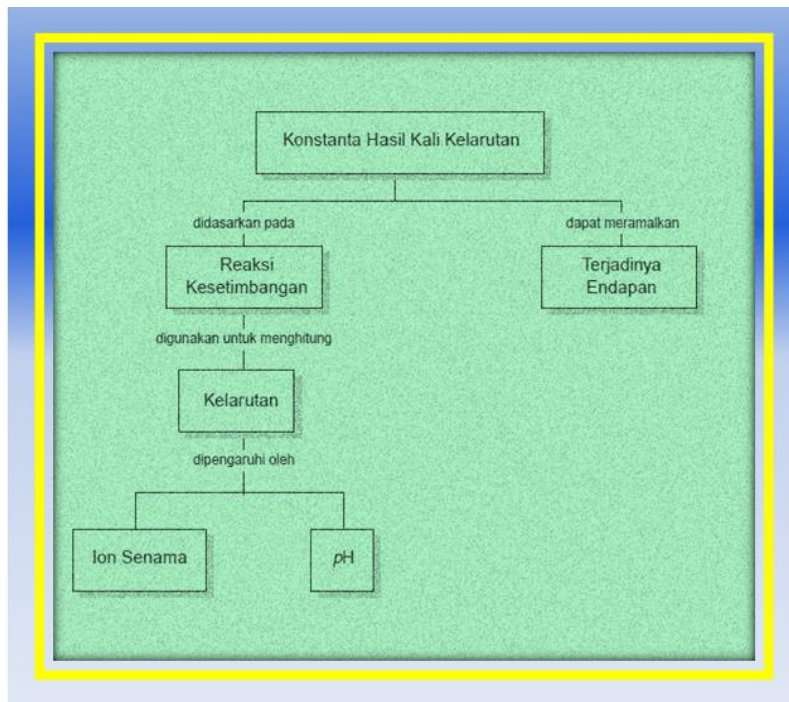 Konstanta Hasil Kali Kelarutan
didasarkan pada
dapat meramalkan
Reaksi
Kesetimbangan
Terjadinya
Endapan
digunakan untuk menghitung
Kelarutan
dipengaruhi oleh
Ion Senama
pH